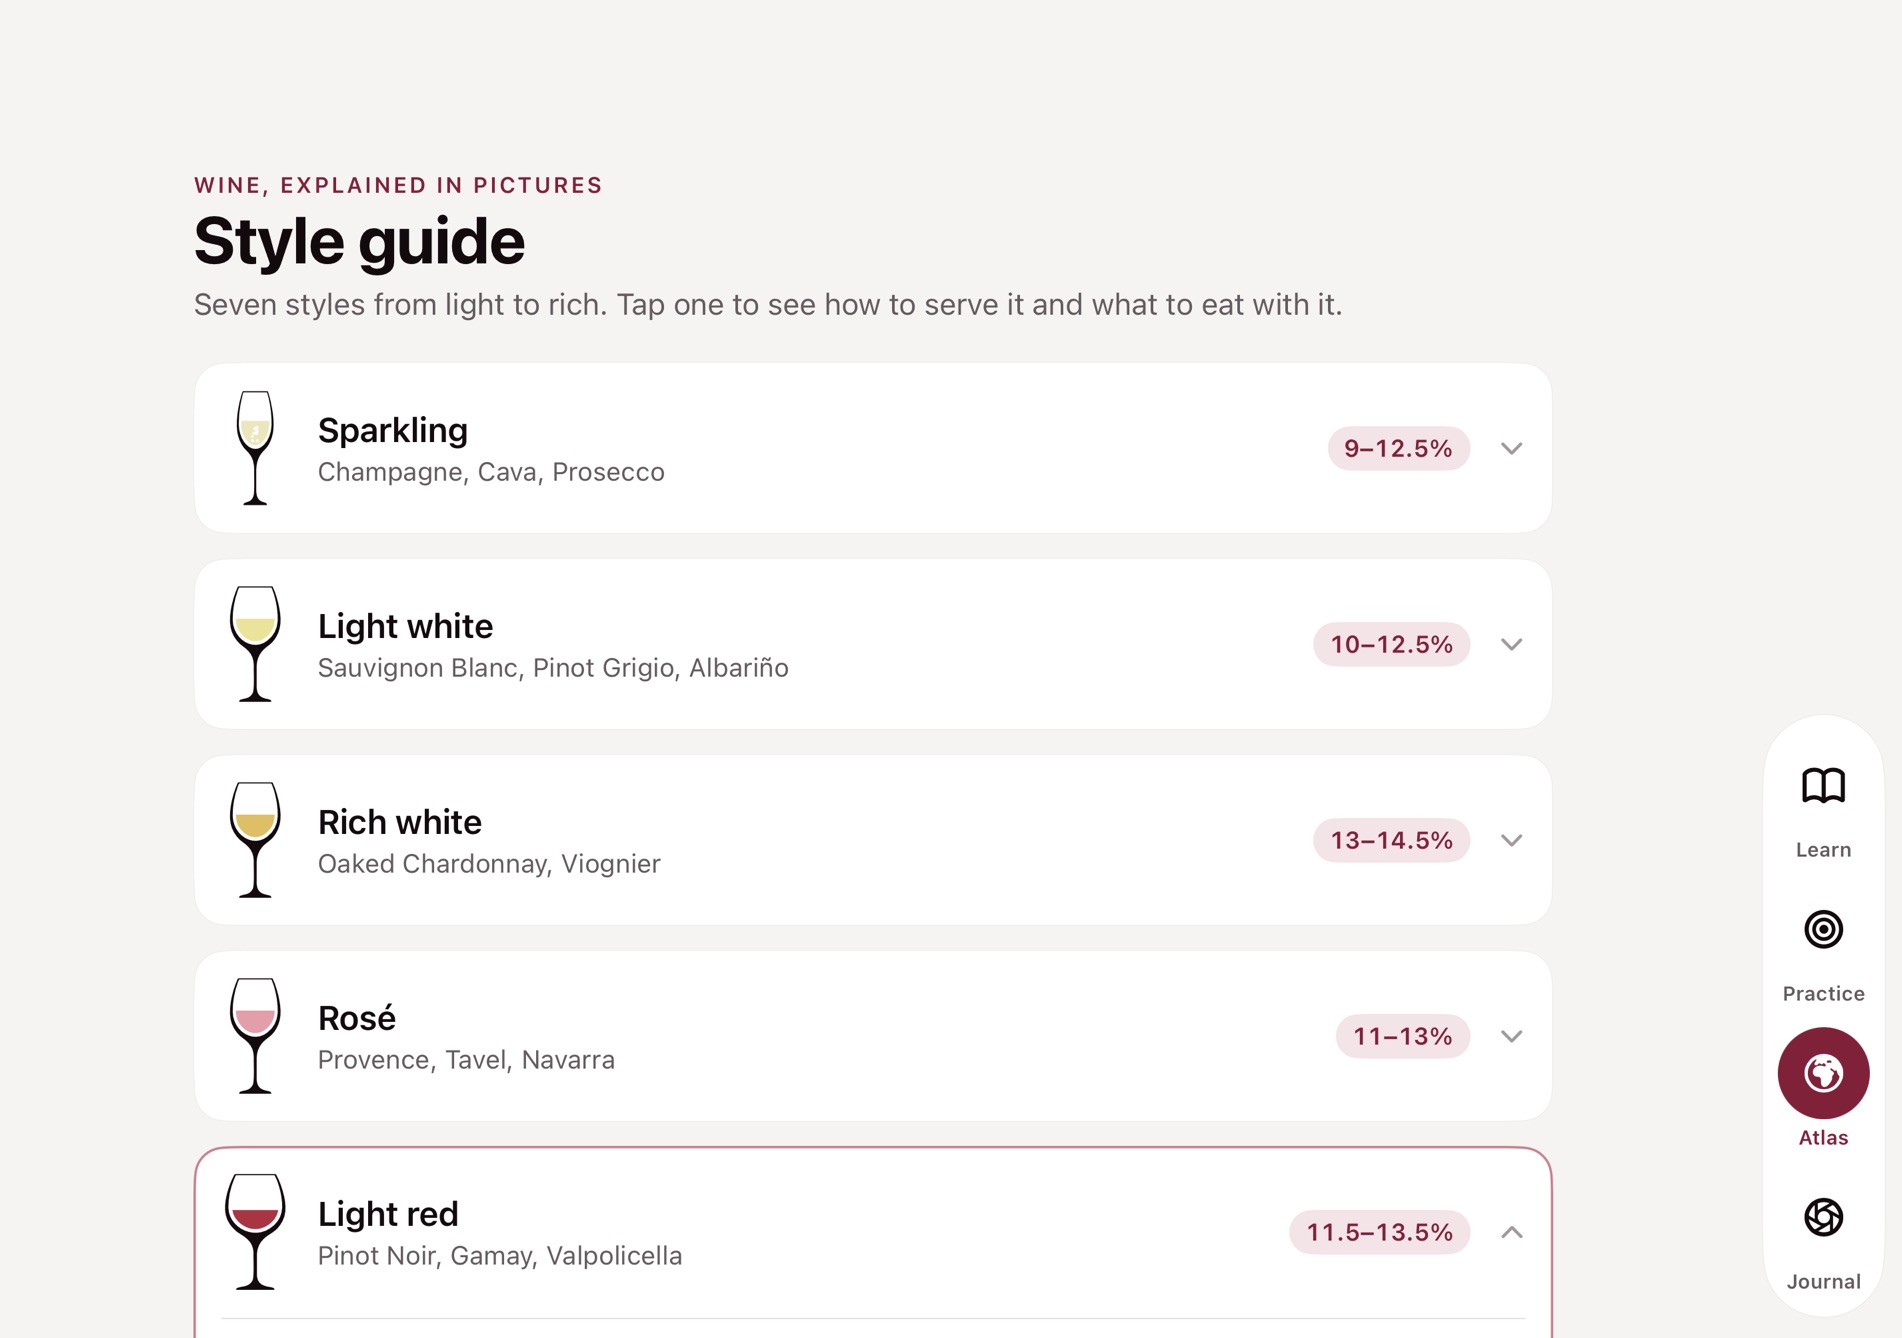 WINE, EXPLAINED IN PICTURES
Style guide
Seven styles from light to rich. Tap one to see how to serve it and what to eat with it.
Sparkling
Champagne, Cava, Prosecco
9–12.5%
Light white
Sauvignon Blanc, Pinot Grigio, Albariño
10–12.5%
Rich white
Oaked Chardonnay, Viognier
13–14.5%
Rosé
Provence, Tavel, Navarra
11–13%
Light red
Pinot Noir, Gamay, Valpolicella
11.5–13.5%
Learn
Practice
Atlas
Journal